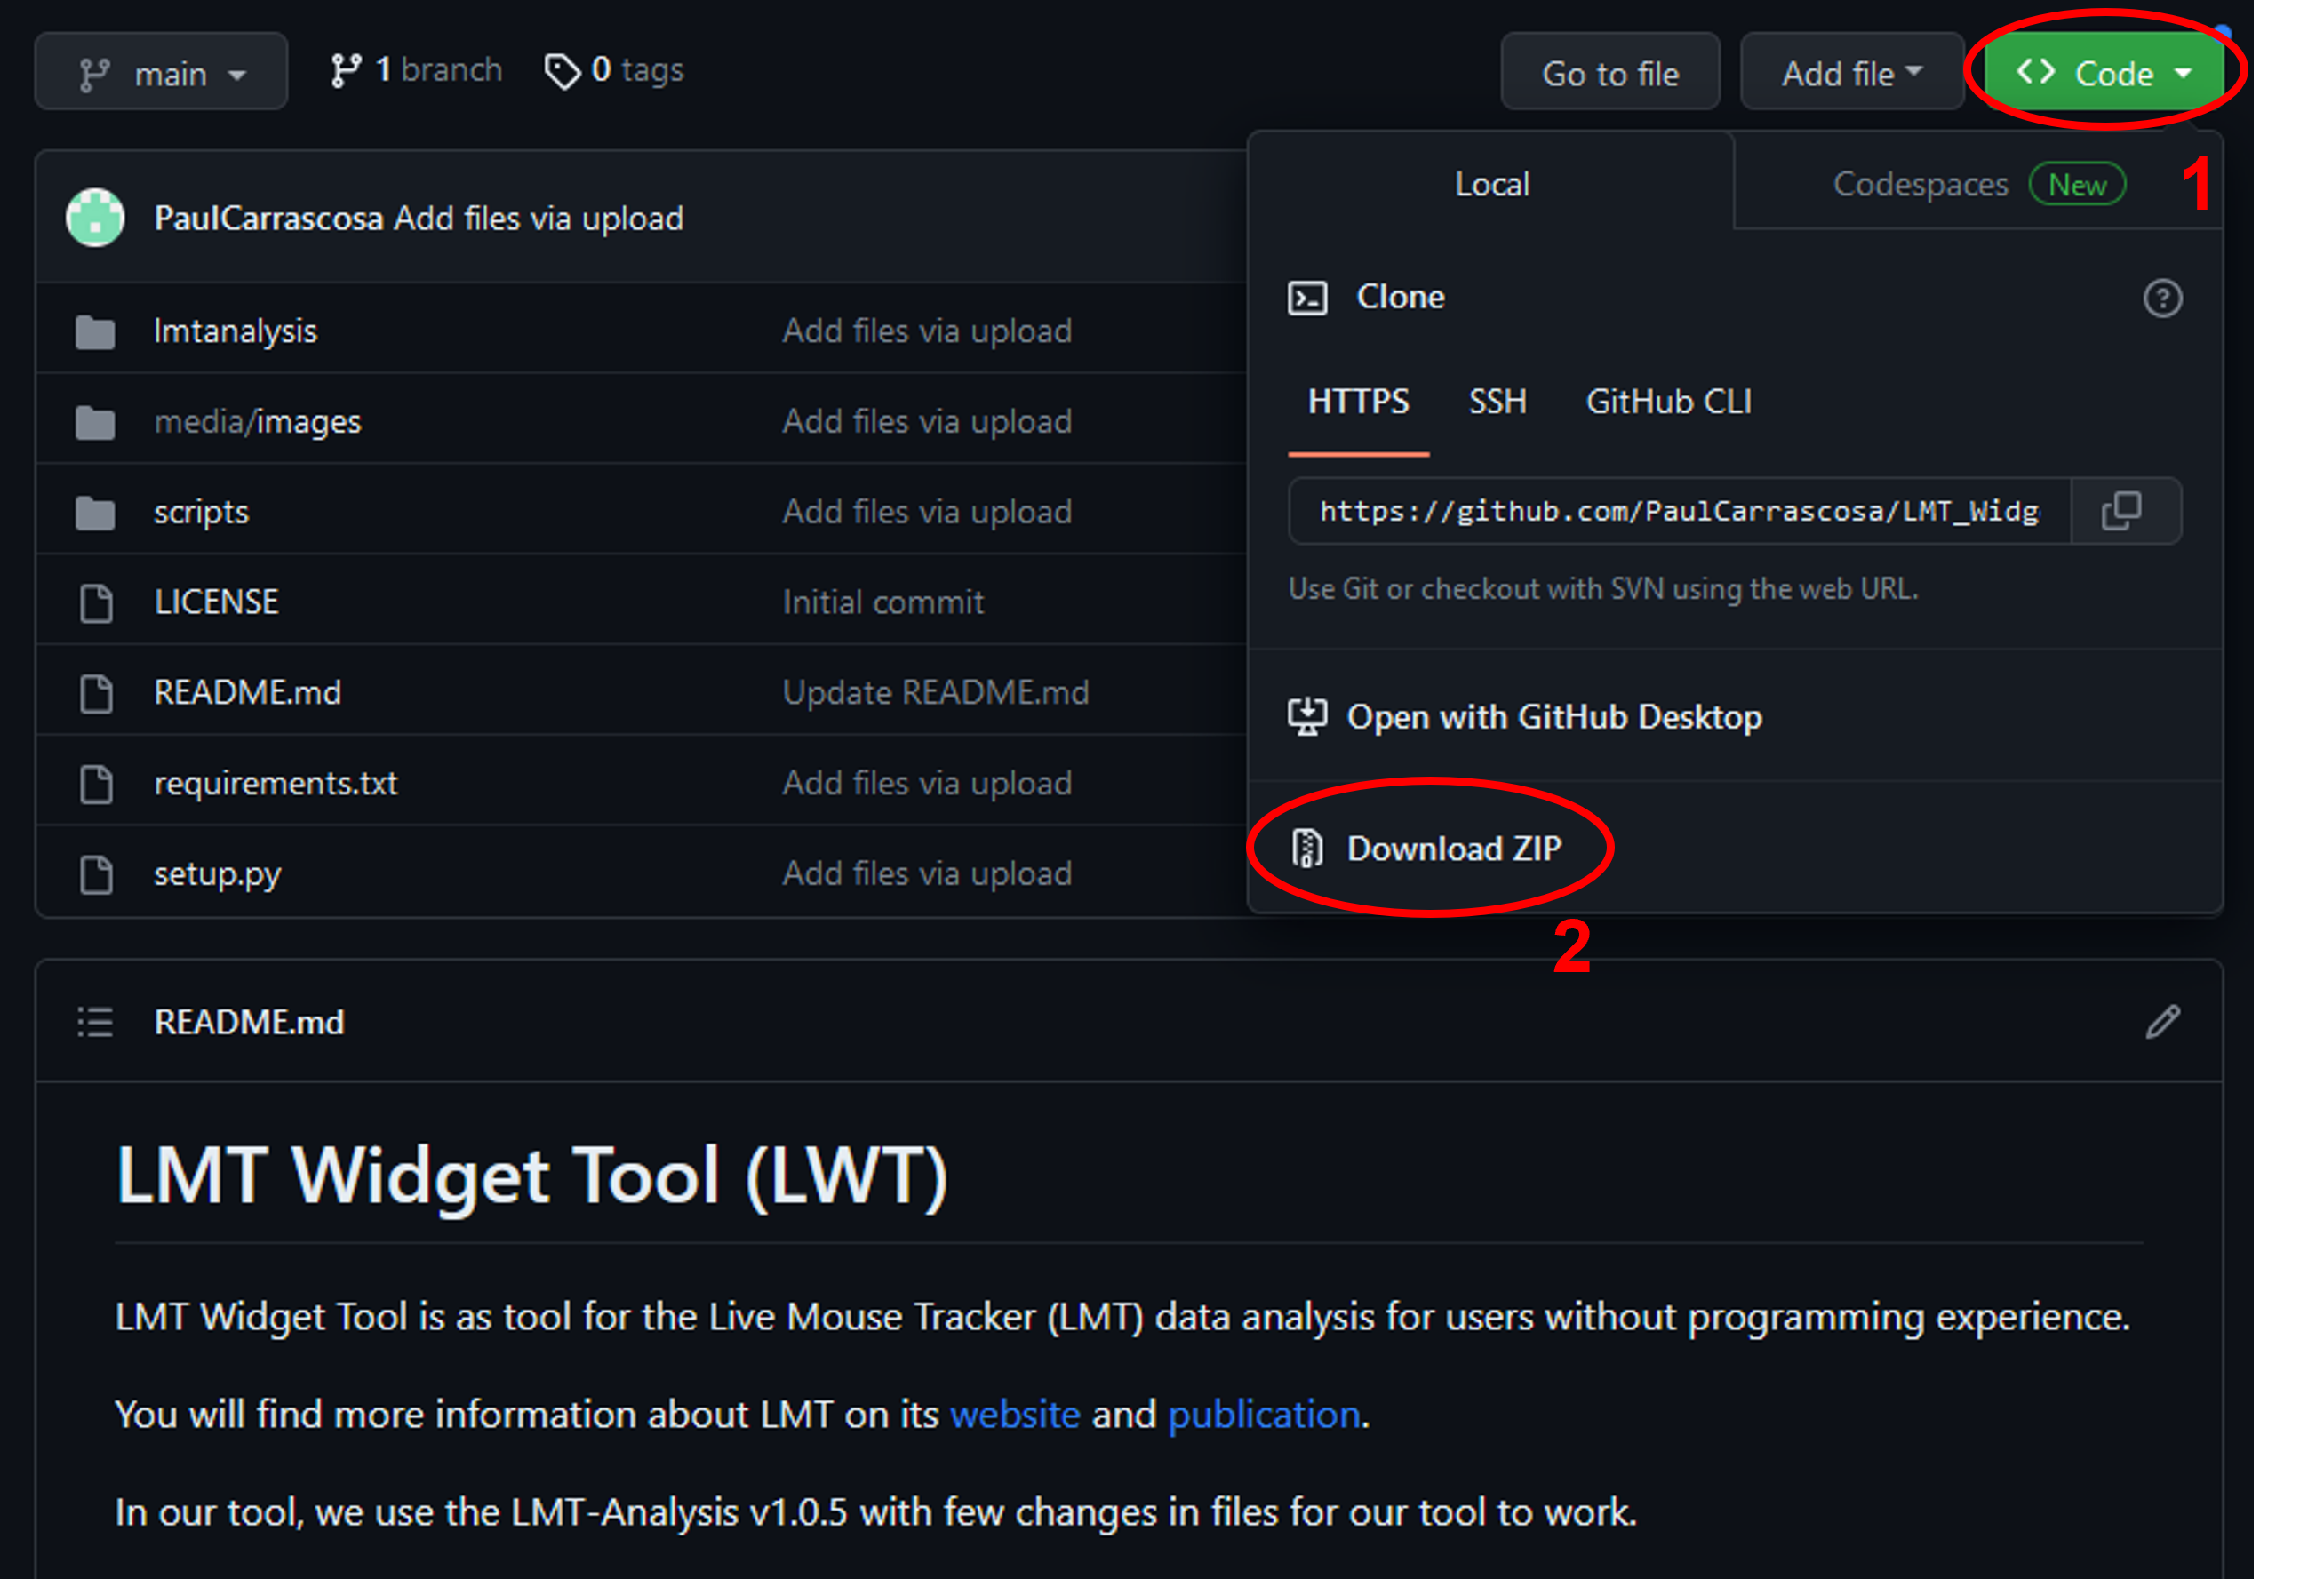 main
1 branch
0 tags
Go to file
Add file
Code
1
PaulCarrascosa Add files via upload
lmtanalysis Add files via upload
media/images Add files via upload
scripts Add files via upload
LICENSE Initial commit
README.md Update README.md
requirements.txt Add files via upload
setup.py Add files via upload
Local
Codespaces New
Clone
HTTPS SSH GitHub CLI
https://github.com/PaulCarrascosa/LMT_Widg
Use Git or checkout with SVN using the web URL.
Open with GitHub Desktop
Download ZIP
2
README.md
LMT Widget Tool (LWT)
LMT Widget Tool is as tool for the Live Mouse Tracker (LMT) data analysis for users without programming experience.
You will find more information about LMT on its website and publication.
In our tool, we use the LMT-Analysis v1.0.5 with few changes in files for our tool to work.